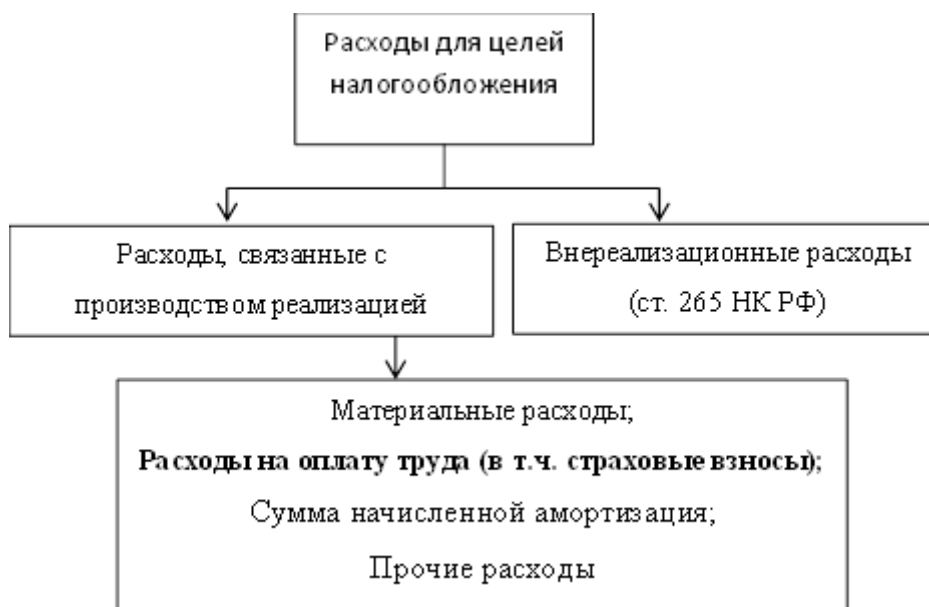 Расходы для целей
налогообложения
Расходы, связанные с
производством реализацией
Внереализационные расходы
(ст. 265 НК РФ)
Материальные расходы;
Расходы на оплату труда (в т.ч. страховые взносы);
Сумма начисленной амортизация;
Прочие расходы